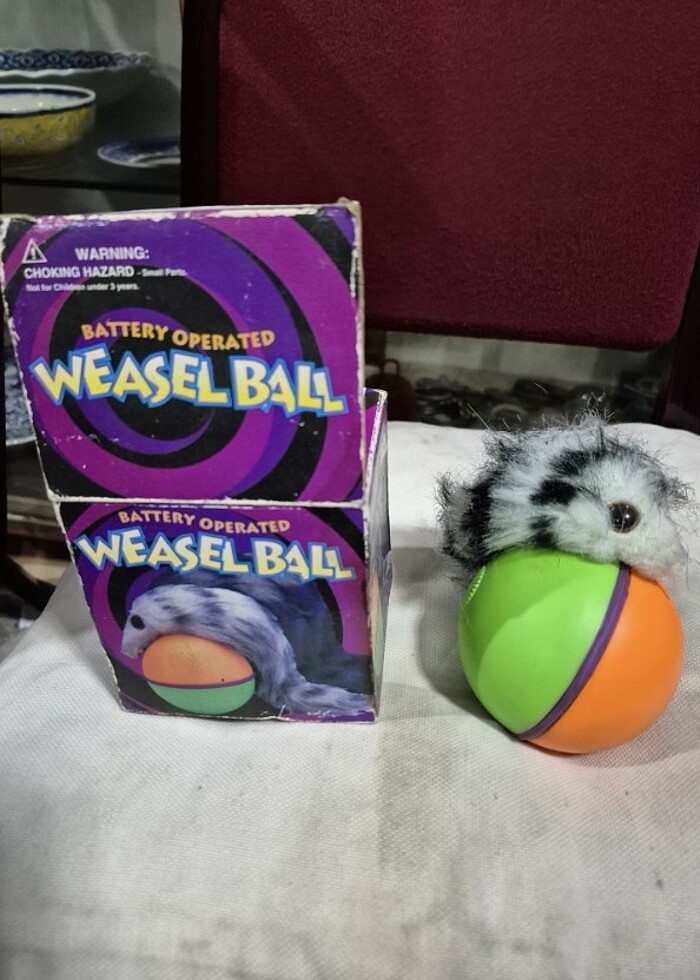 WARNING:
CHOKING HAZARD - Small Parts.
Not for Children under 3 years.
BATTERY OPERATED
WEASEL BALL
BATTERY OPERATED
WEASEL BALL